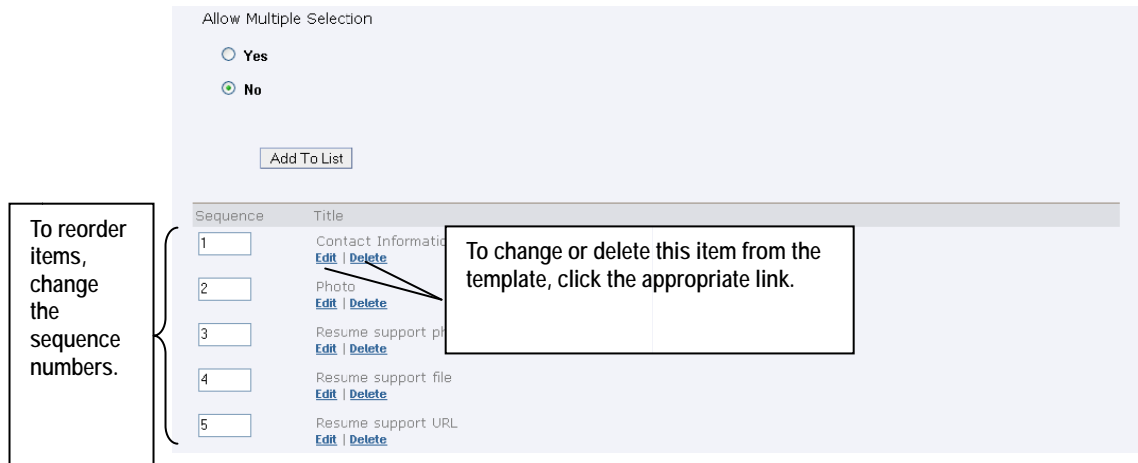 Allow Multiple Selection
Yes
No
Add To List
To reorder
items,
change
the
sequence
numbers.
Sequence Title
1 Contact
Edit | Delete
To change or delete this item from the
template, click the appropriate link.
2 Photo
Edit | Delete
3 Resume support
Edit | Delete
4 Resume support file
Edit | Delete
5 Resume support URL
Edit | Delete